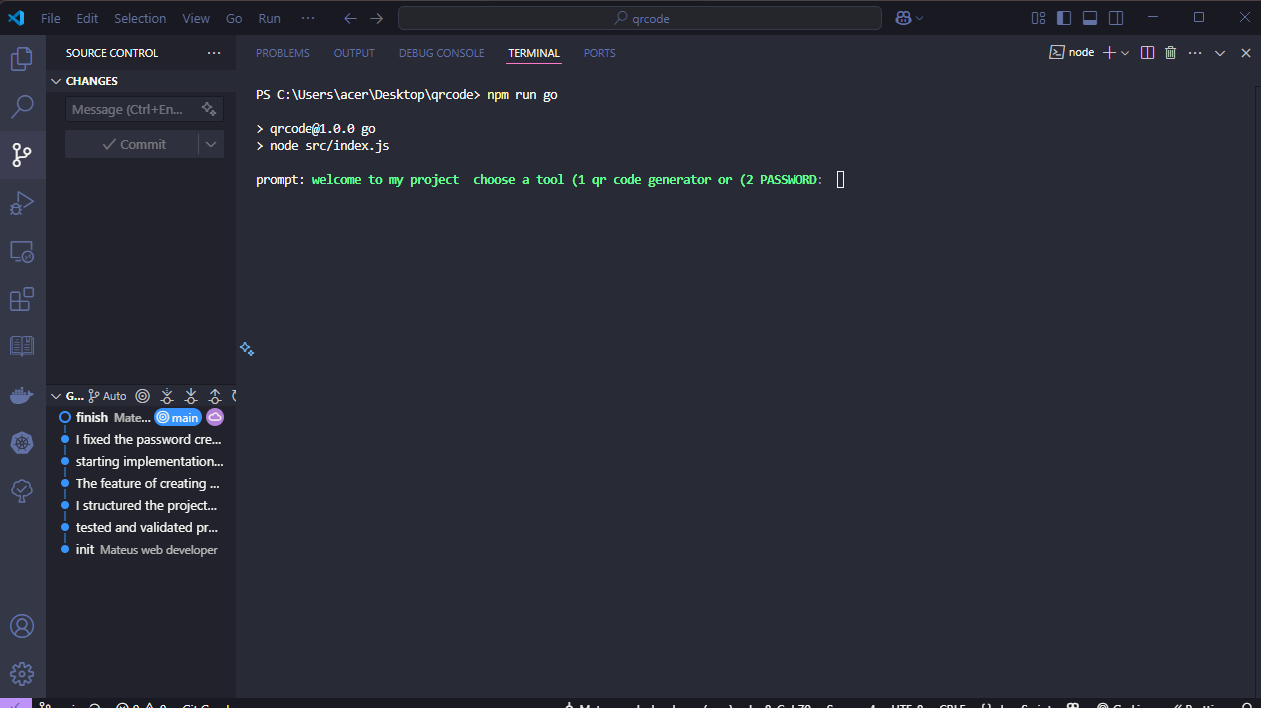 File Edit Selection View Go Run ··· qrcode
SOURCE CONTROL ···
CHANGES
Message (Ctrl+En...
Commit
PROBLEMS OUTPUT DEBUG CONSOLE TERMINAL PORTS
node
PS C:\Users\acer\Desktop\qrcode> npm run go
> qrcode@1.0.0 go
> node src/index.js
prompt: welcome to my project  choose a tool (1 qr code generator or (2 PASSWORD:
G... Auto
finish Mate... main
I fixed the password cre...
starting implementation...
The feature of creating ...
I structured the project...
tested and validated pr...
init Mateus web developer